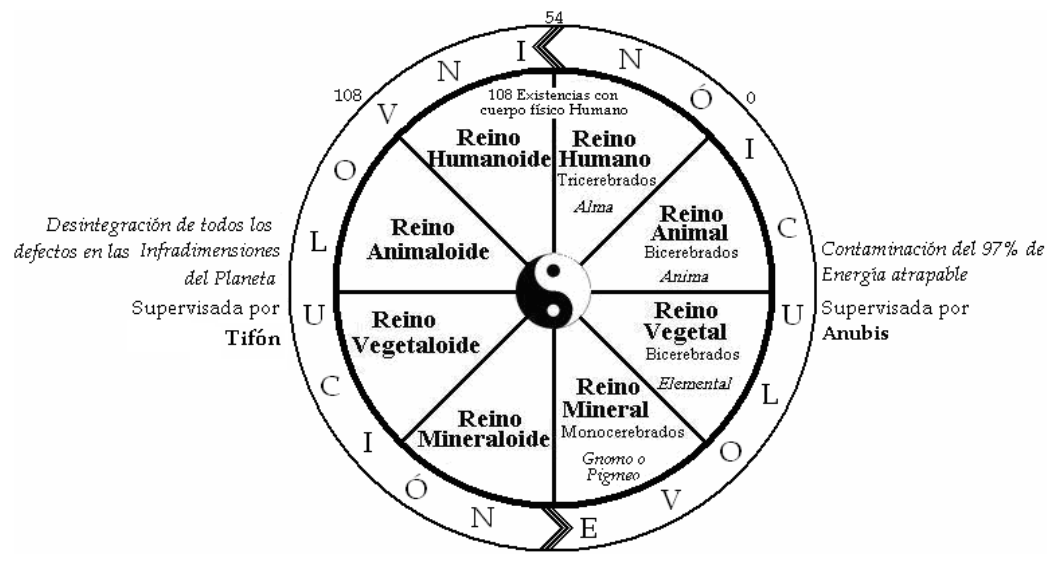 54
108
0
INVOLUCIÓN
EVOLUCIÓN
108 Existencias con
cuerpo físico Humano
Reino
Humanoide
Reino
Humano
Tricerebrados
Alma
Reino
Animaloide
Reino
Animal
Bicerebrados
Anima
Desintegración de todos los
defectos en las Infradimensiones
del Planeta
Supervisada por
Tifón
Contaminación del 97% de
Energía atrapable
Supervisada por
Anubis
Reino
Vegetaloide
Reino
Vegetal
Bicerebrados
Elemental
Reino
Mineraloide
Reino
Mineral
Monocerebrados
Gnomo o
Pigmeo